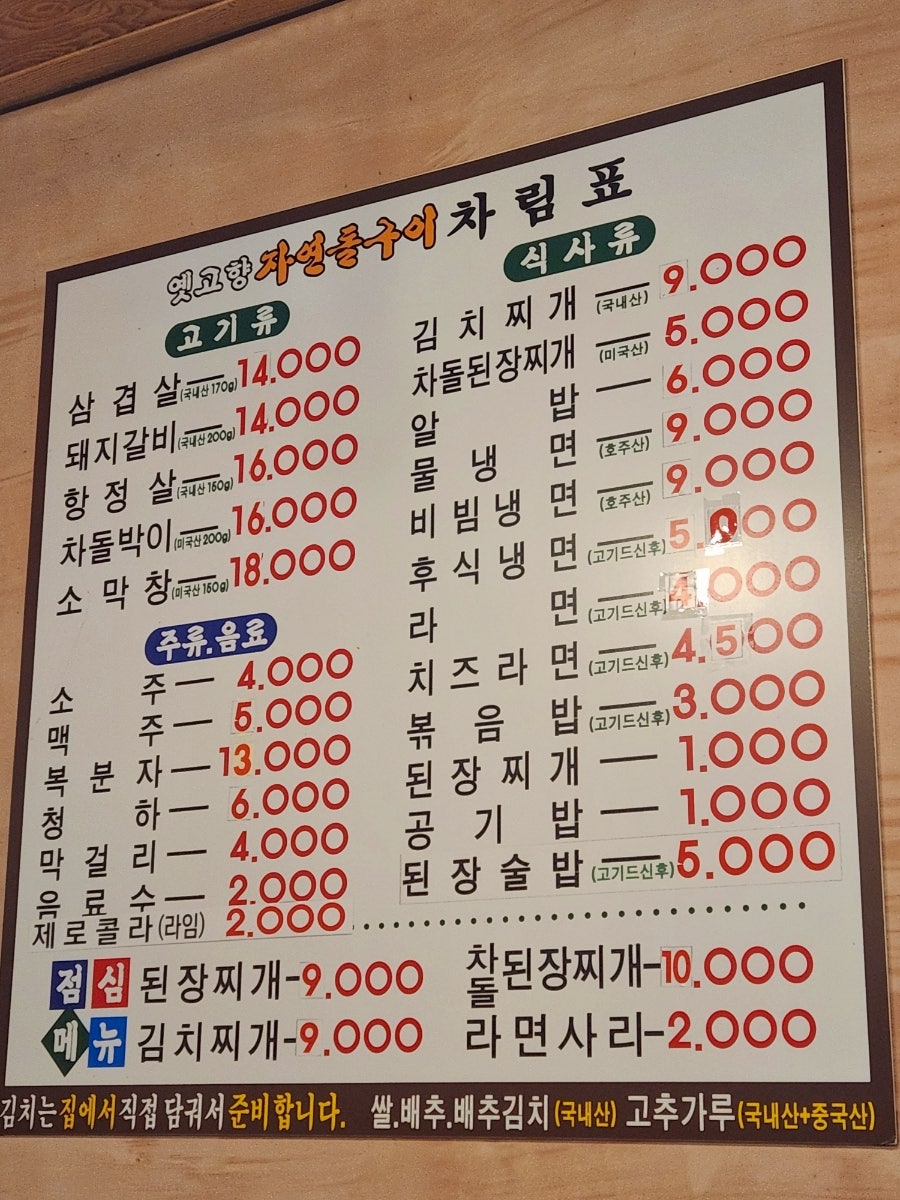 옛고향 자연돌구이 차림표
고기류
삼겹살(국내산 170g) 14.000
돼지갈비(국내산 200g) 14.000
항정살(국내산 150g) 16.000
차돌박이(미국산 200g) 16.000
소막창(미국산 150g) 18.000
주류.음료
소주 4.000
맥주 5.000
복분자 13.000
청하 6.000
막걸리 4.000
음료수 2.000
제로콜라(라임) 2.000
식사류
김치찌개 (국내산) 9.000
차돌된장찌개 (미국산) 5.000
알밥 6.000
물냉면 (호주산) 9.000
비빔냉면 (호주산) 9.000
후식냉면 (고기드신후) 5.000
라면 (고기드신후) 4.000
치즈라면 (고기드신후) 4.500
볶음밥 (고기드신후) 3.000
된장찌개 1.000
공기밥 1.000
된장술밥 (고기드신후) 5.000
점심메뉴
된장찌개-9.000
김치찌개-9.000
차돌된장찌개-10.000
라면사리-2.000
김치는 집에서 직접 담궈서 준비합니다. 쌀.배추.배추김치(국내산) 고추가루(국내산+중국산)